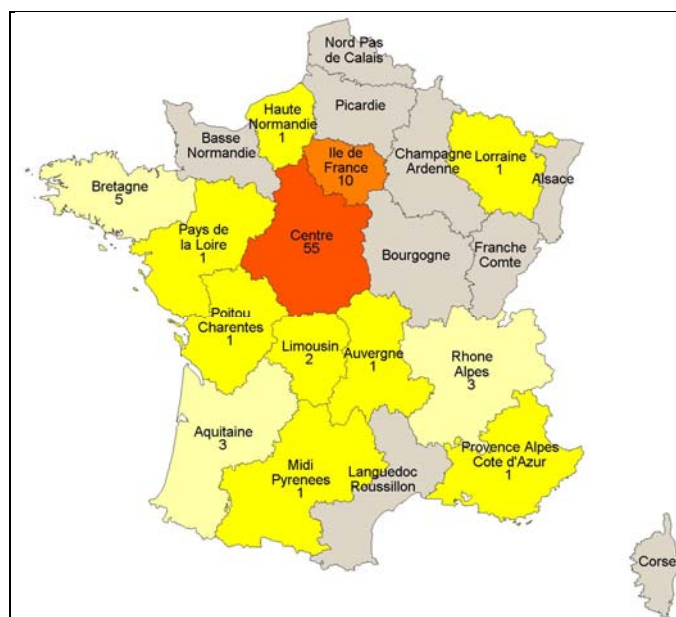 Nord Pas
de Calais
Picardie
Haute
Normandie
1
Basse
Normandie
Ile de
France
10
Champagne
Ardenne
Lorraine
1
Alsace
Bretagne
5
Pays de
la Loire
1
Centre
55
Bourgogne
Franche
Comte
Poitou
Charentes
1
Limousin
2
Auvergne
1
Rhone
Alpes
3
Aquitaine
3
Midi
Pyrenees
1
Languedoc
Roussillon
Provence Alpes
Cote d'Azur
1
Corse